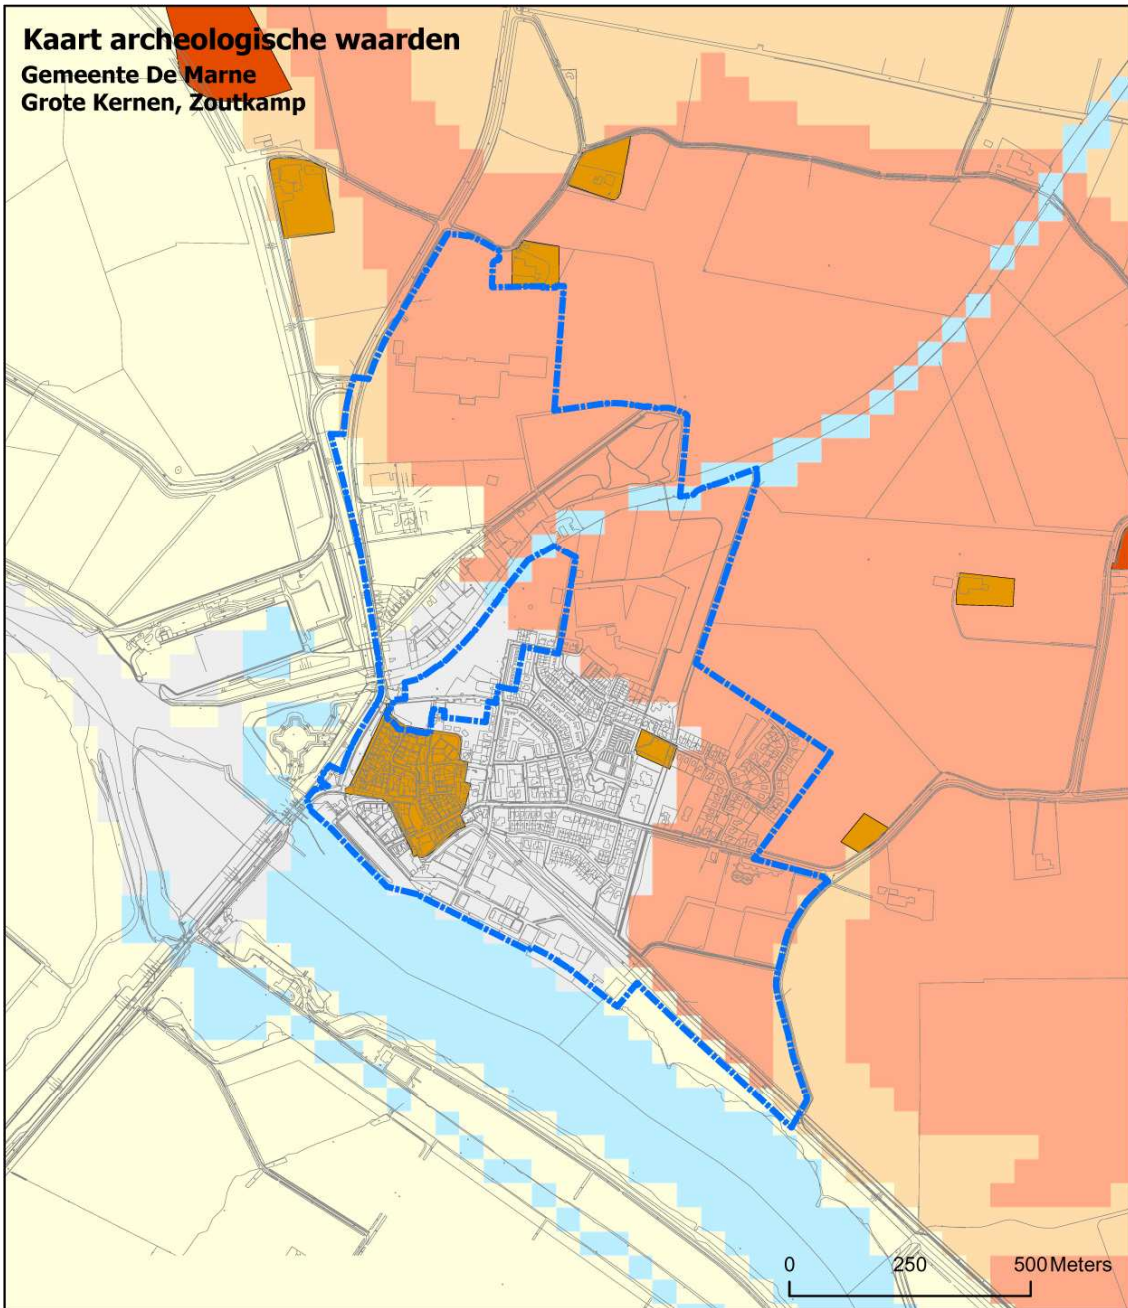 Kaart archeologische waarden
Gemeente De Marne
Grote Kernen, Zoutkamp
0 250 500 Meters